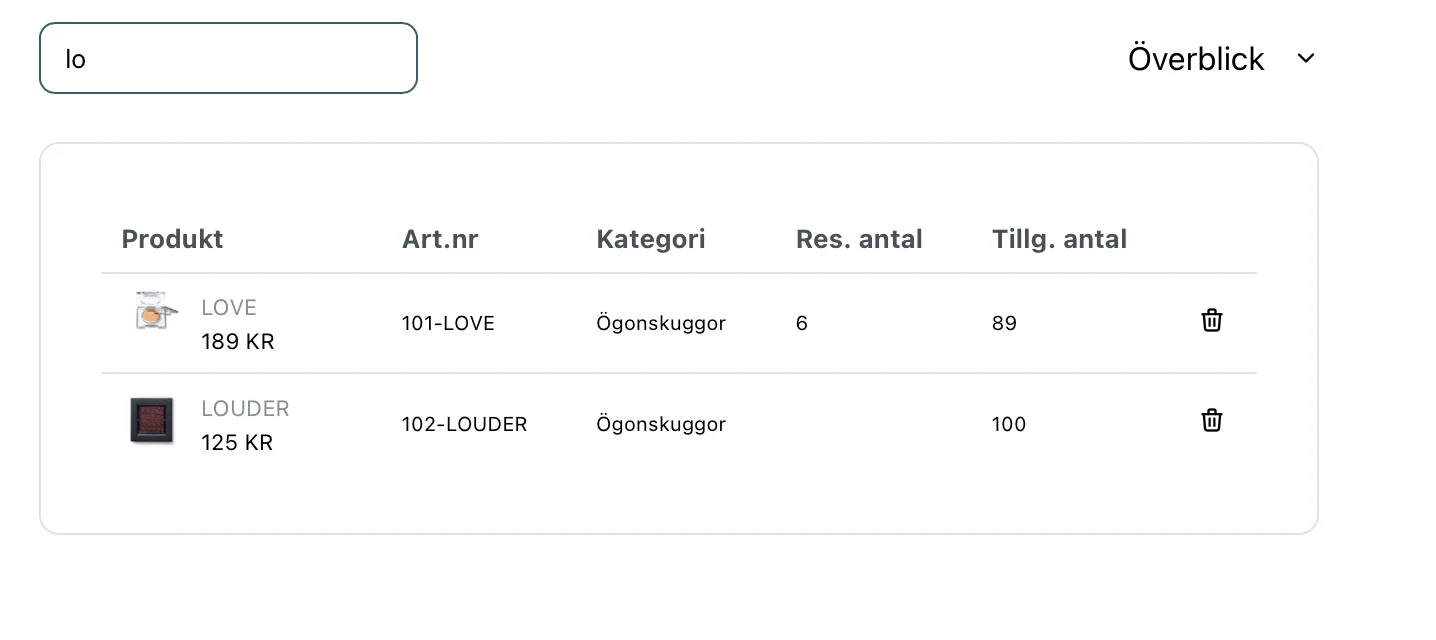 lo
Överblick
Produkt Art.nr Kategori Res. antal Tillg. antal
LOVE
189 KR
101-LOVE Ögonskuggor 6 89
LOUDER
125 KR
102-LOUDER Ögonskuggor 100